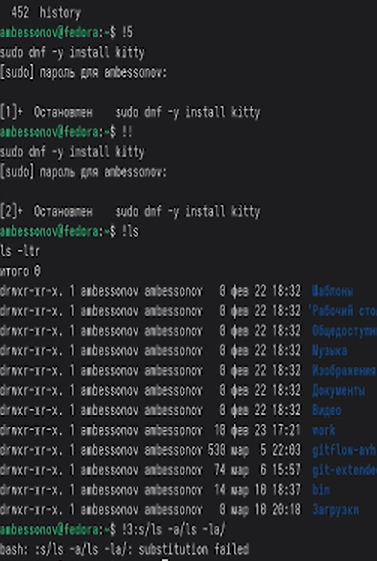 452 history
ambessonov@fedora:~$ !5
sudo dnf -y install kitty
[sudo] пароль для ambessonov:
[1]+ Остановлен sudo dnf -y install kitty
ambessonov@fedora:~$ !!
sudo dnf -y install kitty
[sudo] пароль для ambessonov:
[2]+ Остановлен sudo dnf -y install kitty
ambessonov@fedora:~$ !ls
ls -ltr
итого 0
drwxr-xr-x. 1 ambessonov ambessonov 0 фев 22 18:32 Шаблоны
drwxr-xr-x. 1 ambessonov ambessonov 0 фев 22 18:32 'Рабочий сто
drwxr-xr-x. 1 ambessonov ambessonov 0 фев 22 18:32 Общедоступн
drwxr-xr-x. 1 ambessonov ambessonov 0 фев 22 18:32 Музыка
drwxr-xr-x. 1 ambessonov ambessonov 0 фев 22 18:32 Изображения
drwxr-xr-x. 1 ambessonov ambessonov 0 фев 22 18:32 Документы
drwxr-xr-x. 1 ambessonov ambessonov 0 фев 22 18:32 Видео
drwxr-xr-x. 1 ambessonov ambessonov 10 фев 23 17:21 work
drwxr-xr-x. 1 ambessonov ambessonov 530 мар 5 22:03 gitflow-avh
drwxr-xr-x. 1 ambessonov ambessonov 74 мар 6 15:57 git-extende
drwxr-xr-x. 1 ambessonov ambessonov 14 мар 10 18:37 bin
drwxr-xr-x. 1 ambessonov ambessonov 0 мар 10 20:18 Загрузки
ambessonov@fedora:~$ !3:s/ls -a/ls -la/
bash: :s/ls -a/ls -la/: substitution failed